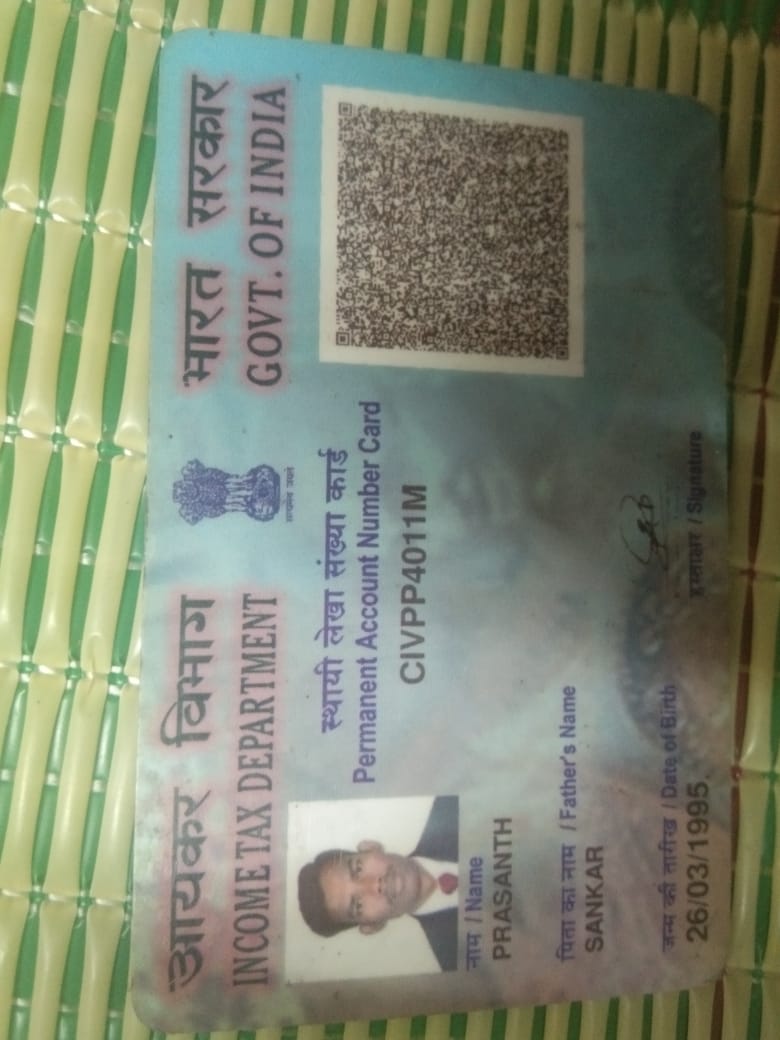 आयकर विभाग
INCOME TAX DEPARTMENT
सत्यमेव जयते
भारत सरकार
GOVT. OF INDIA
स्थायी लेखा संख्या कार्ड
Permanent Account Number Card
CIVPP4011M
नाम / Name
PRASANTH
पिता का नाम / Father's Name
SANKAR
जन्म की तारीख / Date of Birth
26/03/1995
हस्ताक्षर / Signature